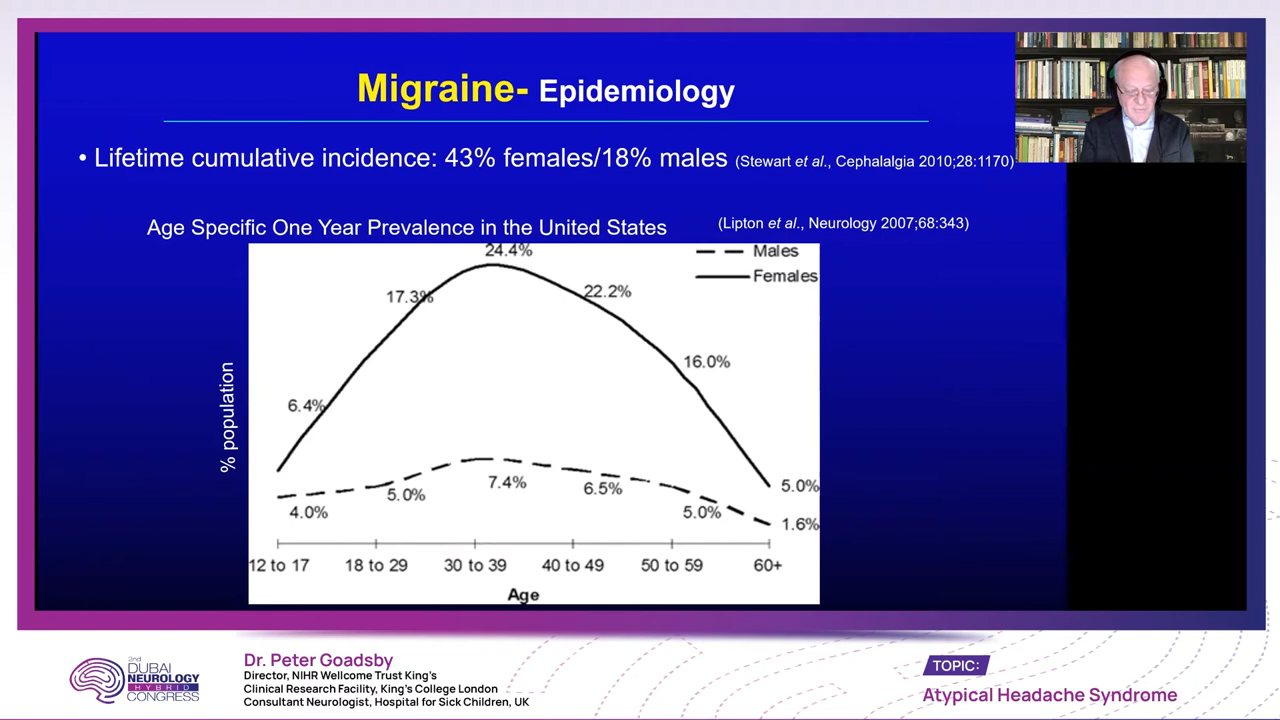 Migraine- Epidemiology
• Lifetime cumulative incidence: 43% females/18% males (Stewart et al., Cephalalgia 2010;28:1170)
Age Specific One Year Prevalence in the United States (Lipton et al., Neurology 2007;68:343)
24.4%
Males
Females
17.3%
22.2%
16.0%
6.4%
% population
7.4%
6.5%
5.0%
5.0%
4.0%
5.0%
1.6%
12 to 17 18 to 29 30 to 39 40 to 49 50 to 59 60+
Age
2nd
DUBAI
NEUROLOGY
HYBRID
CONGRESS
Dr. Peter Goadsby
Director, NIHR Wellcome Trust King's
Clinical Research Facility, King's College London
Consultant Neurologist, Hospital for Sick Children, UK
TOPIC:
Atypical Headache Syndrome